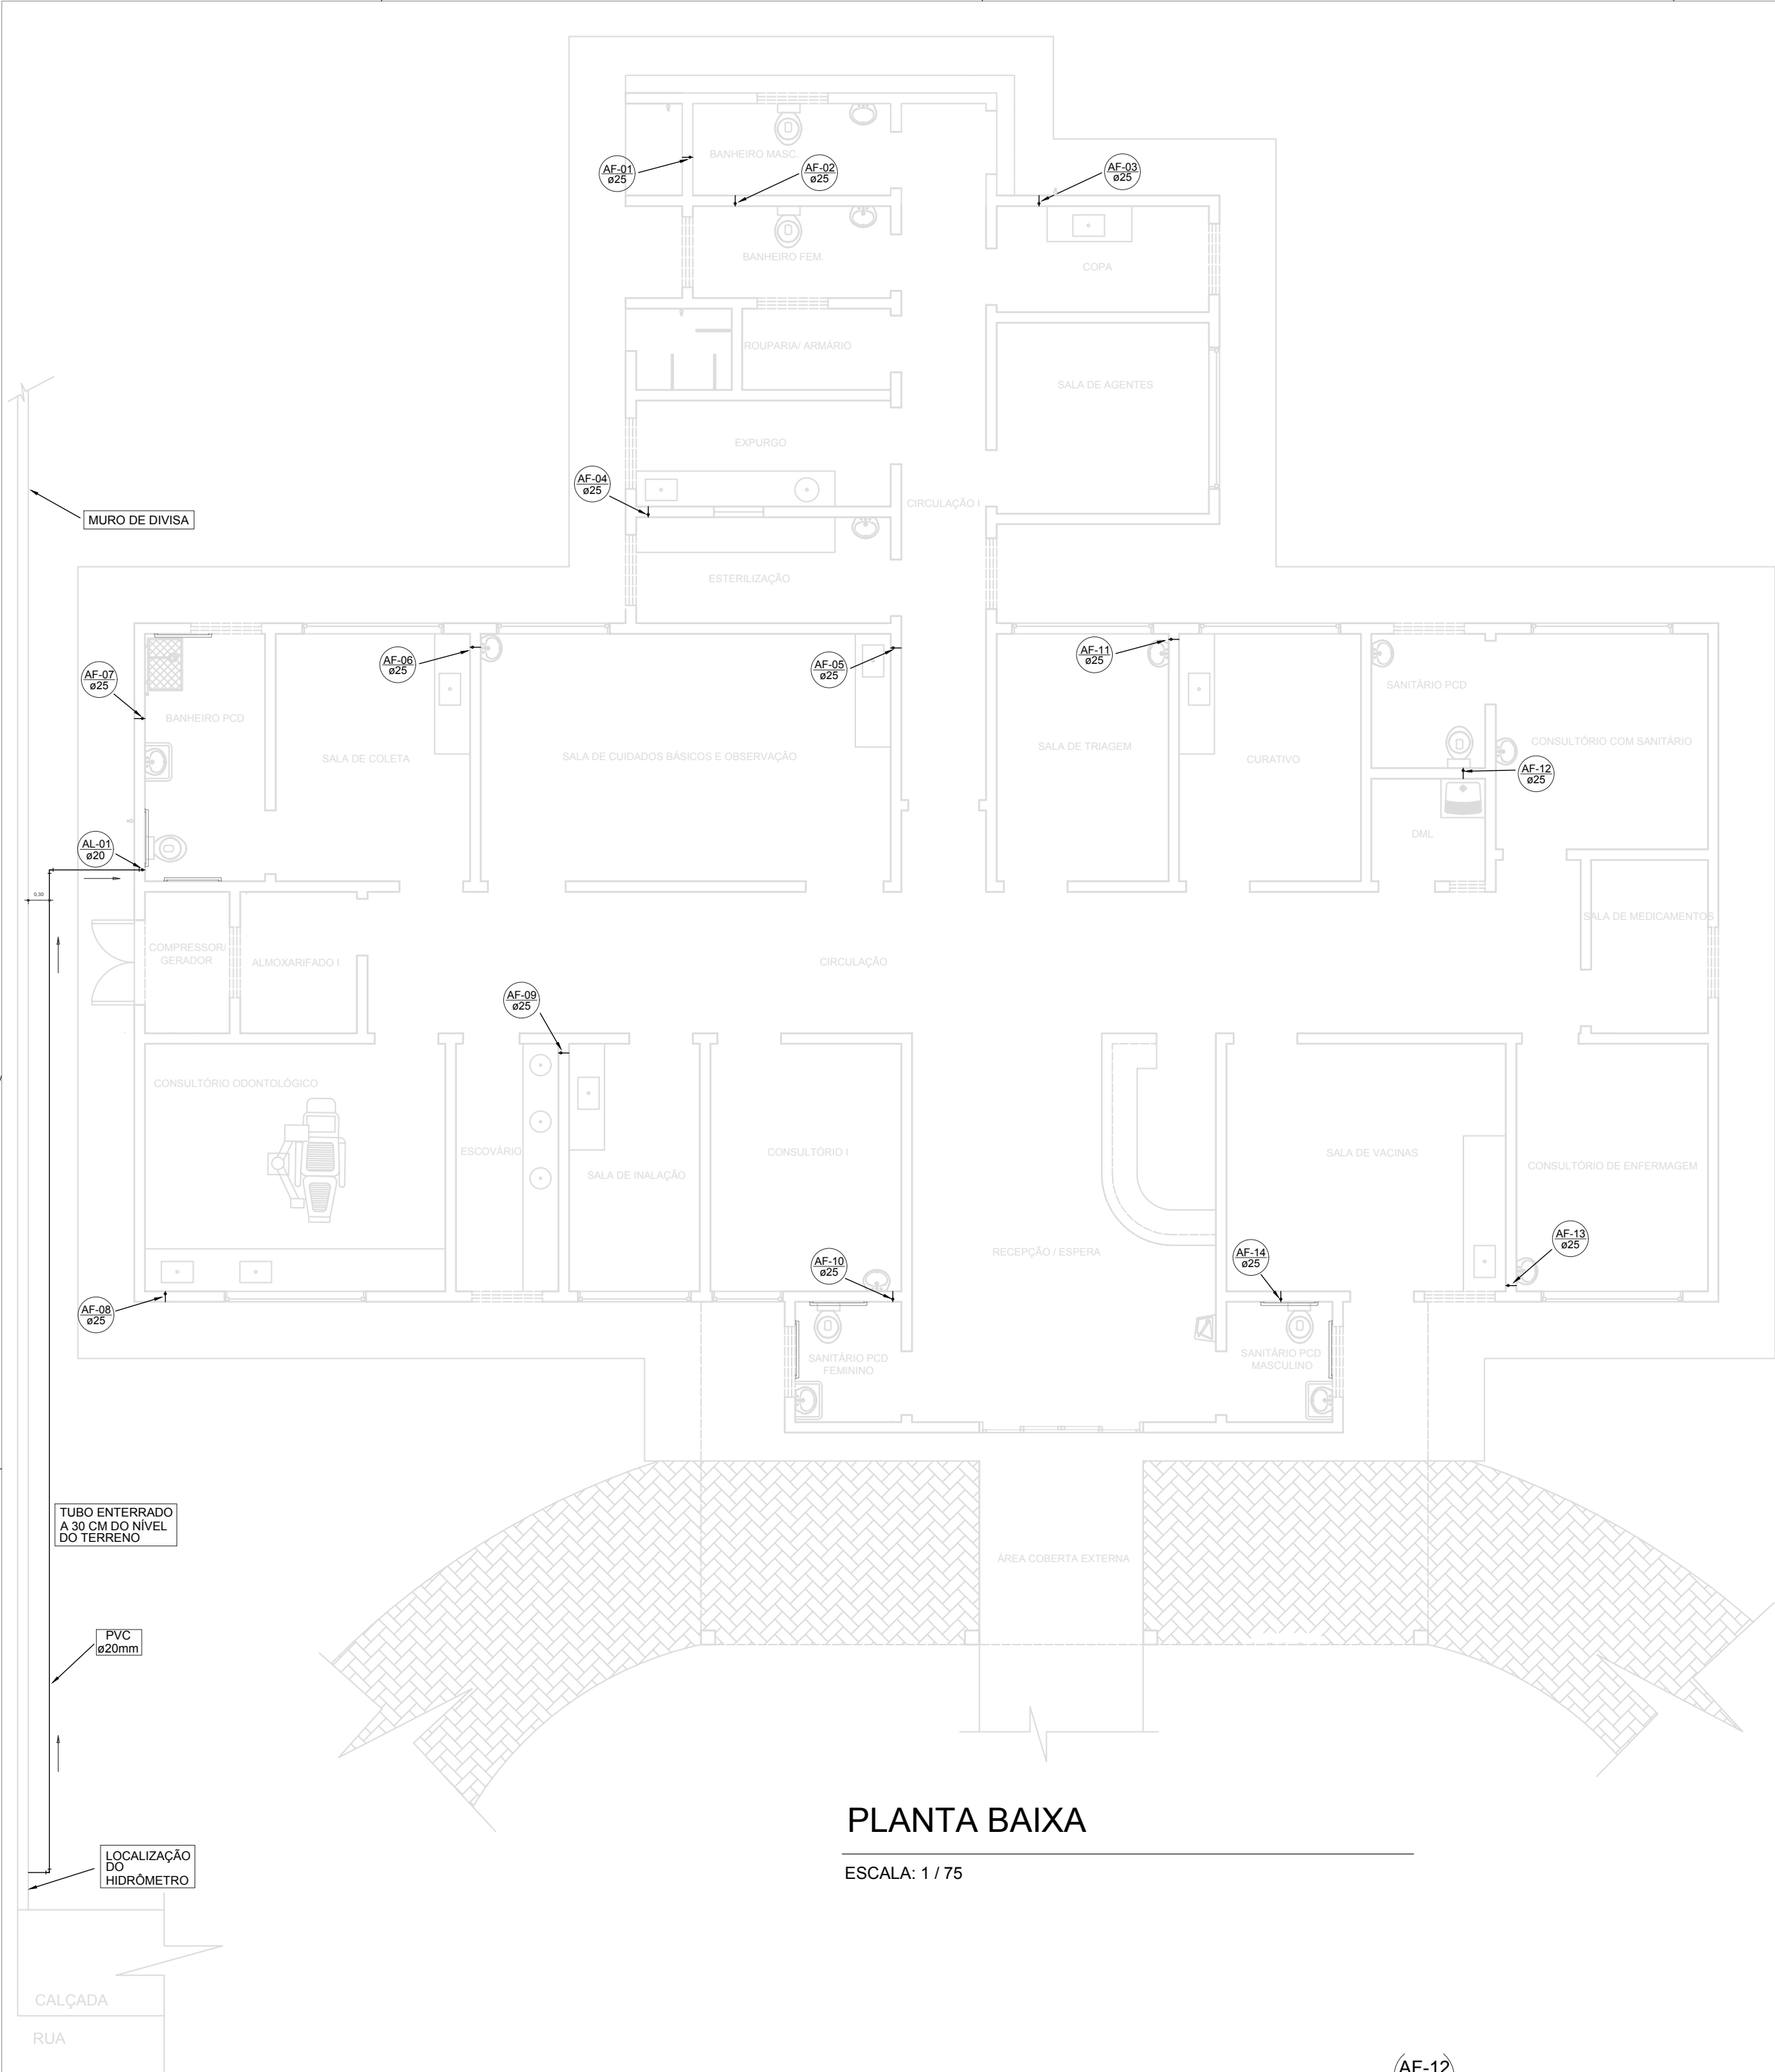 BANHEIRO MASC.
AF-01
ø25
AF-02
ø25
AF-03
ø25
BANHEIRO FEM.
COPA
ROUPARIA/ ARMÁRIO
SALA DE AGENTES
EXPURGO
AF-04
ø25
CIRCULAÇÃO I
MURO DE DIVISA
ESTERILIZAÇÃO
AF-07
ø25
AF-06
ø25
AF-05
ø25
AF-11
ø25
SANITÁRIO PCD
BANHEIRO PCD
SALA DE COLETA
SALA DE CUIDADOS BÁSICOS E OBSERVAÇÃO
SALA DE TRIAGEM
CURATIVO
CONSULTÓRIO COM SANITÁRIO
AF-12
ø25
DML
AL-01
ø20
0,30
SALA DE MEDICAMENTOS
COMPRESSOR/
GERADOR
ALMOXARIFADO I
CIRCULAÇÃO
AF-09
ø25
CONSULTÓRIO ODONTOLÓGICO
ESCOVÁRIO
SALA DE INALAÇÃO
CONSULTÓRIO I
SALA DE VACINAS
CONSULTÓRIO DE ENFERMAGEM
RECEPÇÃO / ESPERA
AF-08
ø25
AF-10
ø25
AF-14
ø25
AF-13
ø25
SANITÁRIO PCD
FEMININO
SANITÁRIO PCD
MASCULINO
TUBO ENTERRADO
A 30 CM DO NÍVEL
DO TERRENO
ÁREA COBERTA EXTERNA
PVC
ø20mm
PLANTA BAIXA
ESCALA: 1 / 75
LOCALIZAÇÃO
DO
HIDRÔMETRO
CALÇADA
RUA
AF-12